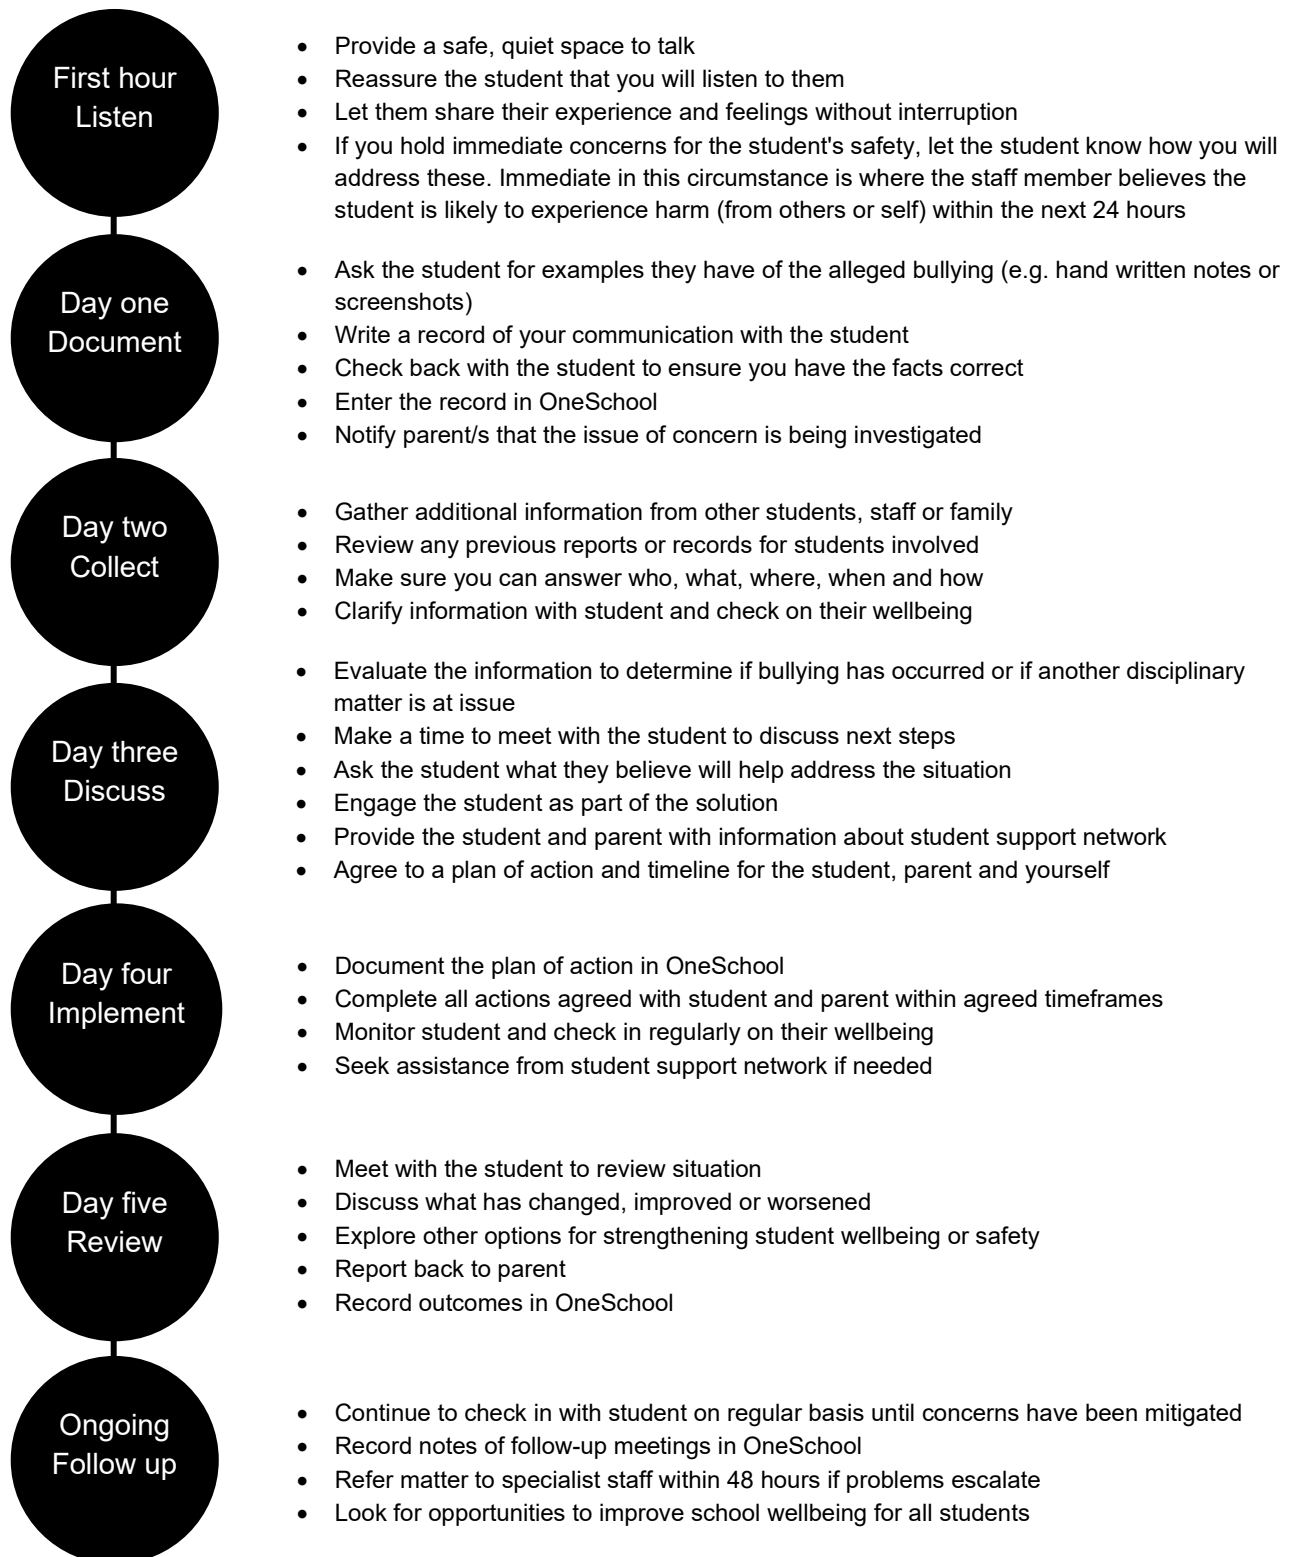 First hour
Listen
• Provide a safe, quiet space to talk
• Reassure the student that you will listen to them
• Let them share their experience and feelings without interruption
• If you hold immediate concerns for the student's safety, let the student know how you will
address these. Immediate in this circumstance is where the staff member believes the
student is likely to experience harm (from others or self) within the next 24 hours
Day one
Document
• Ask the student for examples they have of the alleged bullying (e.g. hand written notes or
screenshots)
• Write a record of your communication with the student
• Check back with the student to ensure you have the facts correct
• Enter the record in OneSchool
• Notify parent/s that the issue of concern is being investigated
Day two
Collect
• Gather additional information from other students, staff or family
• Review any previous reports or records for students involved
• Make sure you can answer who, what, where, when and how
• Clarify information with student and check on their wellbeing
Day three
Discuss
• Evaluate the information to determine if bullying has occurred or if another disciplinary
matter is at issue
• Make a time to meet with the student to discuss next steps
• Ask the student what they believe will help address the situation
• Engage the student as part of the solution
• Provide the student and parent with information about student support network
• Agree to a plan of action and timeline for the student, parent and yourself
Day four
Implement
• Document the plan of action in OneSchool
• Complete all actions agreed with student and parent within agreed timeframes
• Monitor student and check in regularly on their wellbeing
• Seek assistance from student support network if needed
Day five
Review
• Meet with the student to review situation
• Discuss what has changed, improved or worsened
• Explore other options for strengthening student wellbeing or safety
• Report back to parent
• Record outcomes in OneSchool
Ongoing
Follow up
• Continue to check in with student on regular basis until concerns have been mitigated
• Record notes of follow-up meetings in OneSchool
• Refer matter to specialist staff within 48 hours if problems escalate
• Look for opportunities to improve school wellbeing for all students